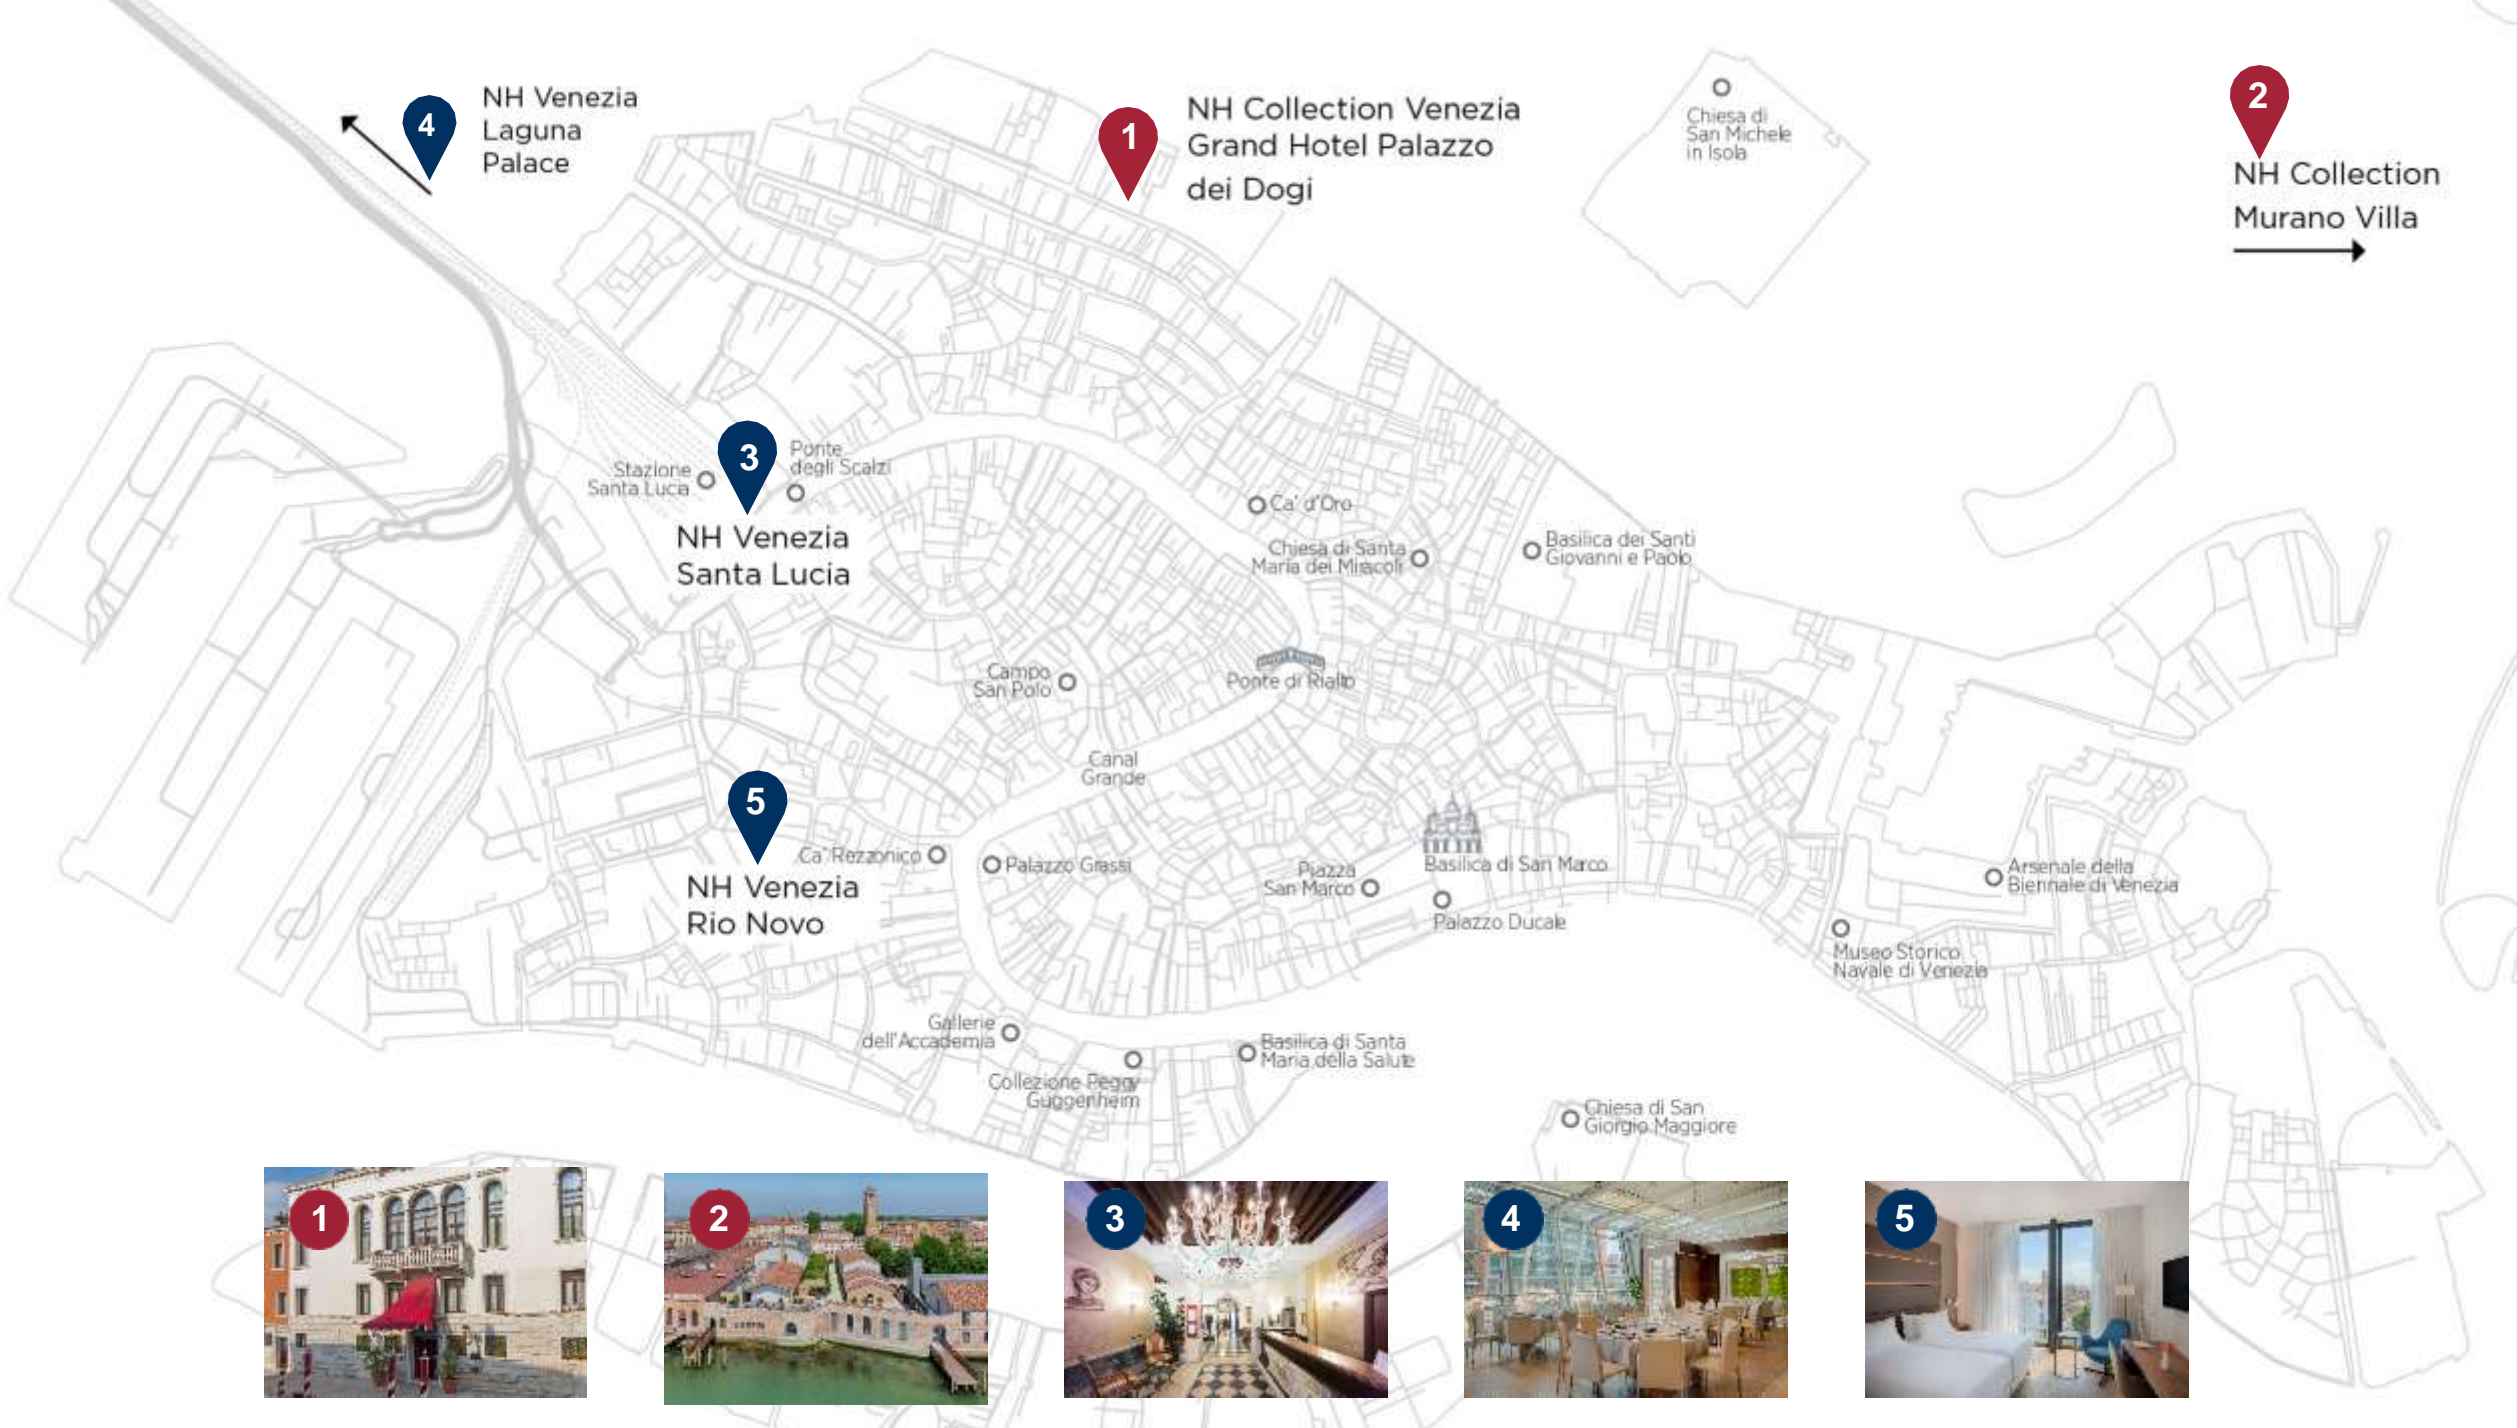 4
NH Venezia
Laguna
Palace
1
NH Collection Venezia
Grand Hotel Palazzo
dei Dogi
Chiesa di
San Michele
in Isola
2
NH Collection
Murano Villa
3
Stazione
Santa Lucia
Ponte
degli Scalzi
NH Venezia
Santa Lucia
Ca' d'Oro
Chiesa di Santa
Maria dei Miracoli
Basilica dei Santi
Giovanni e Paolo
Campo
San Polo
Ponte di Rialto
Canal
Grande
5
NH Venezia
Rio Novo
Ca' Rezzonico
Palazzo Grassi
Piazza
San Marco
Basilica di San Marco
Palazzo Ducale
Arsenale della
Biennale di Venezia
Museo Storico
Navale di Venezia
Gallerie
dell'Accademia
Collezione Peggy
Guggenheim
Basilica di Santa
Maria della Salute
Chiesa di San
Giorgio Maggiore
1
2
3
4
5